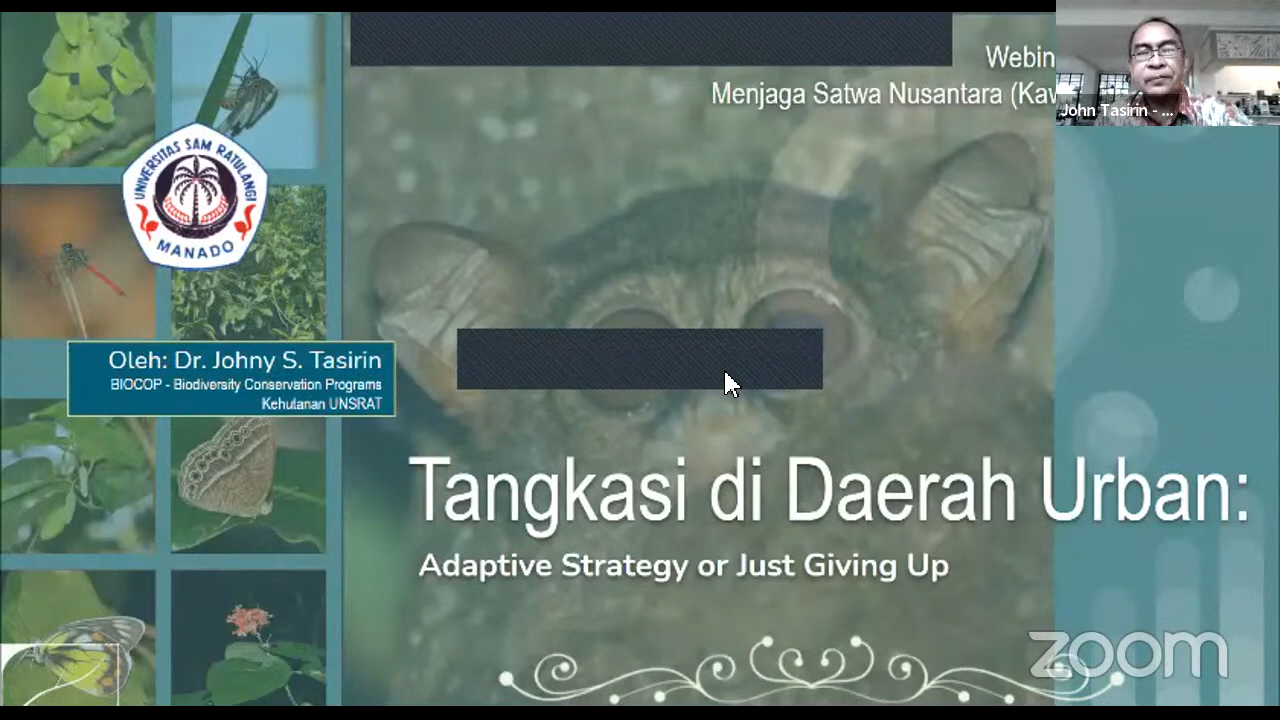 Webin
Menjaga Satwa Nusantara (Kaw
John Tasirin - ...
UNIVERSITAS SAM RATULANGI
MANADO
Oleh: Dr. Johny S. Tasirin
BIOCOP - Biodiversity Conservation Programs
Kehutanan UNSRAT
Tangkasi di Daerah Urban:
Adaptive Strategy or Just Giving Up
zoom